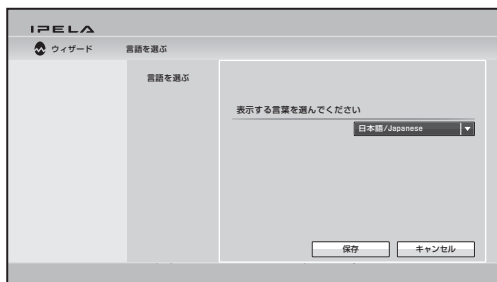 IPELA
ウィザード 言語を選ぶ
言語を選ぶ
表示する言葉を選んでください
日本語/Japanese
保存 キャンセル